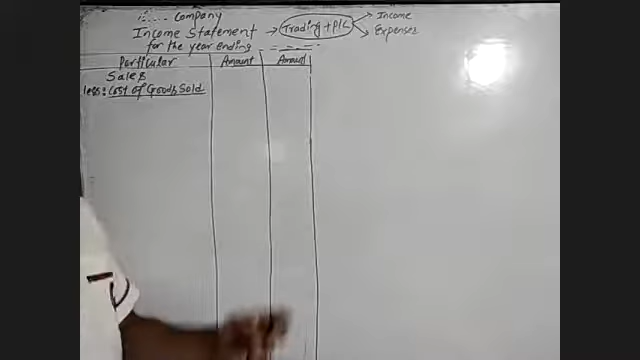 Company
Income Statement → Trading + P/L → Income
→ Expenses
for the year ending
Particular Amount Amount
Sales
less: Cost of Goods Sold